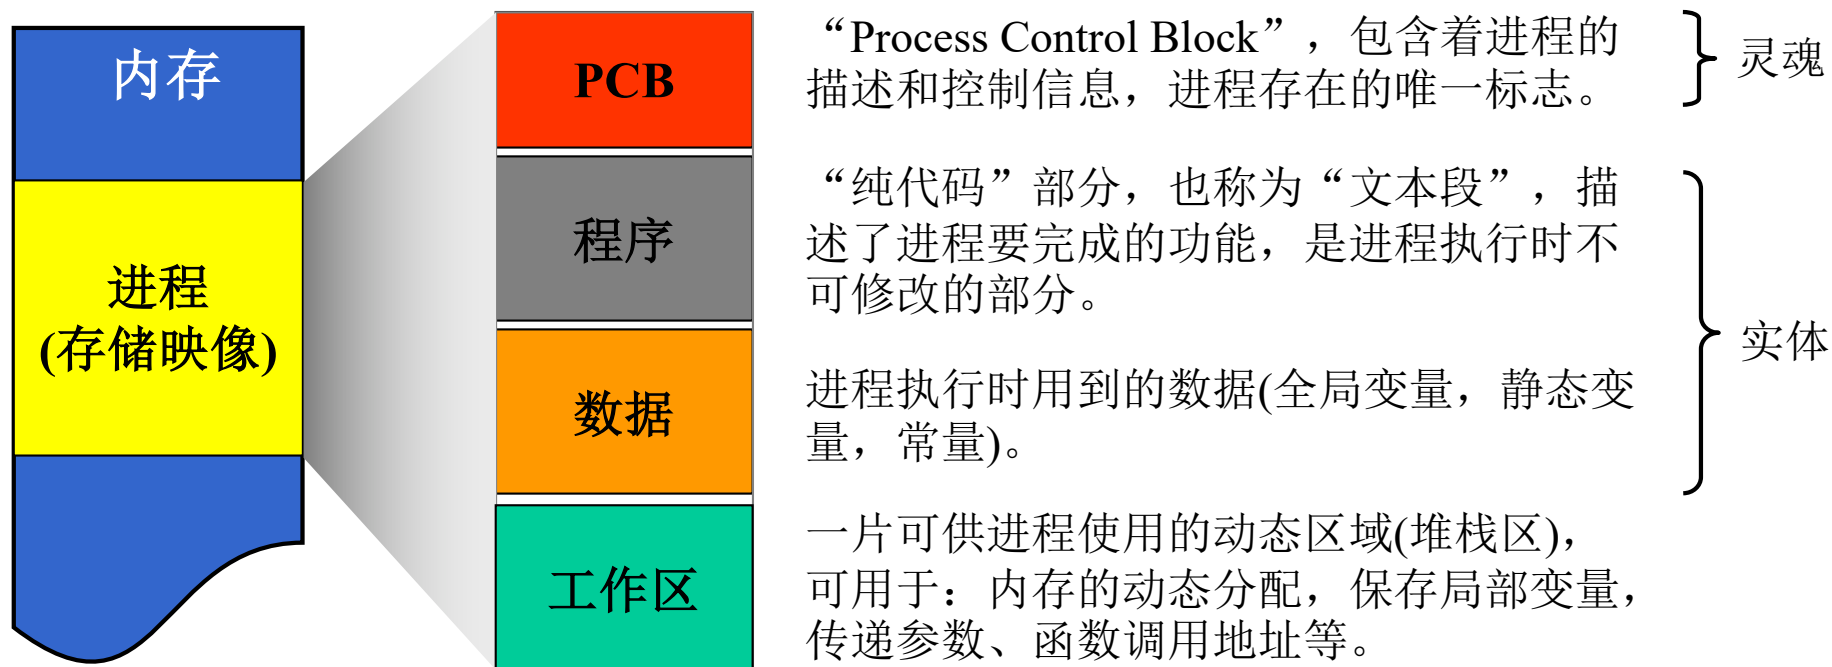 内存
进程
(存储映像)
PCB
“Process Control Block”，包含着进程的
描述和控制信息，进程存在的唯一标志。
灵魂
程序
“纯代码”部分，也称为“文本段”，描
述了进程要完成的功能，是进程执行时不
可修改的部分。
实体
数据
进程执行时用到的数据(全局变量，静态变
量，常量)。
工作区
一片可供进程使用的动态区域(堆栈区)，
可用于：内存的动态分配，保存局部变量，
传递参数、函数调用地址等。